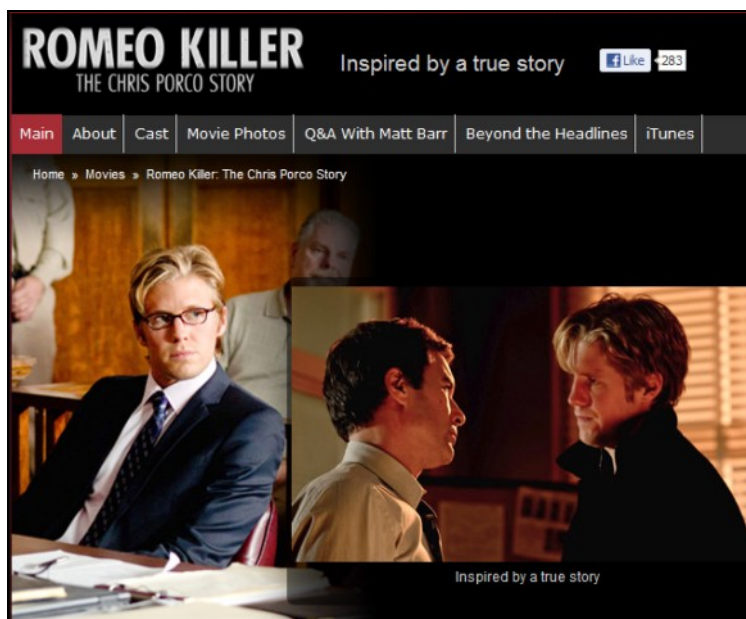 ROMEO KILLER
THE CHRIS PORCO STORY
Inspired by a true story
Like 283
Main About Cast Movie Photos Q&A With Matt Barr Beyond the Headlines iTunes
Home » Movies » Romeo Killer: The Chris Porco Story
Inspired by a true story